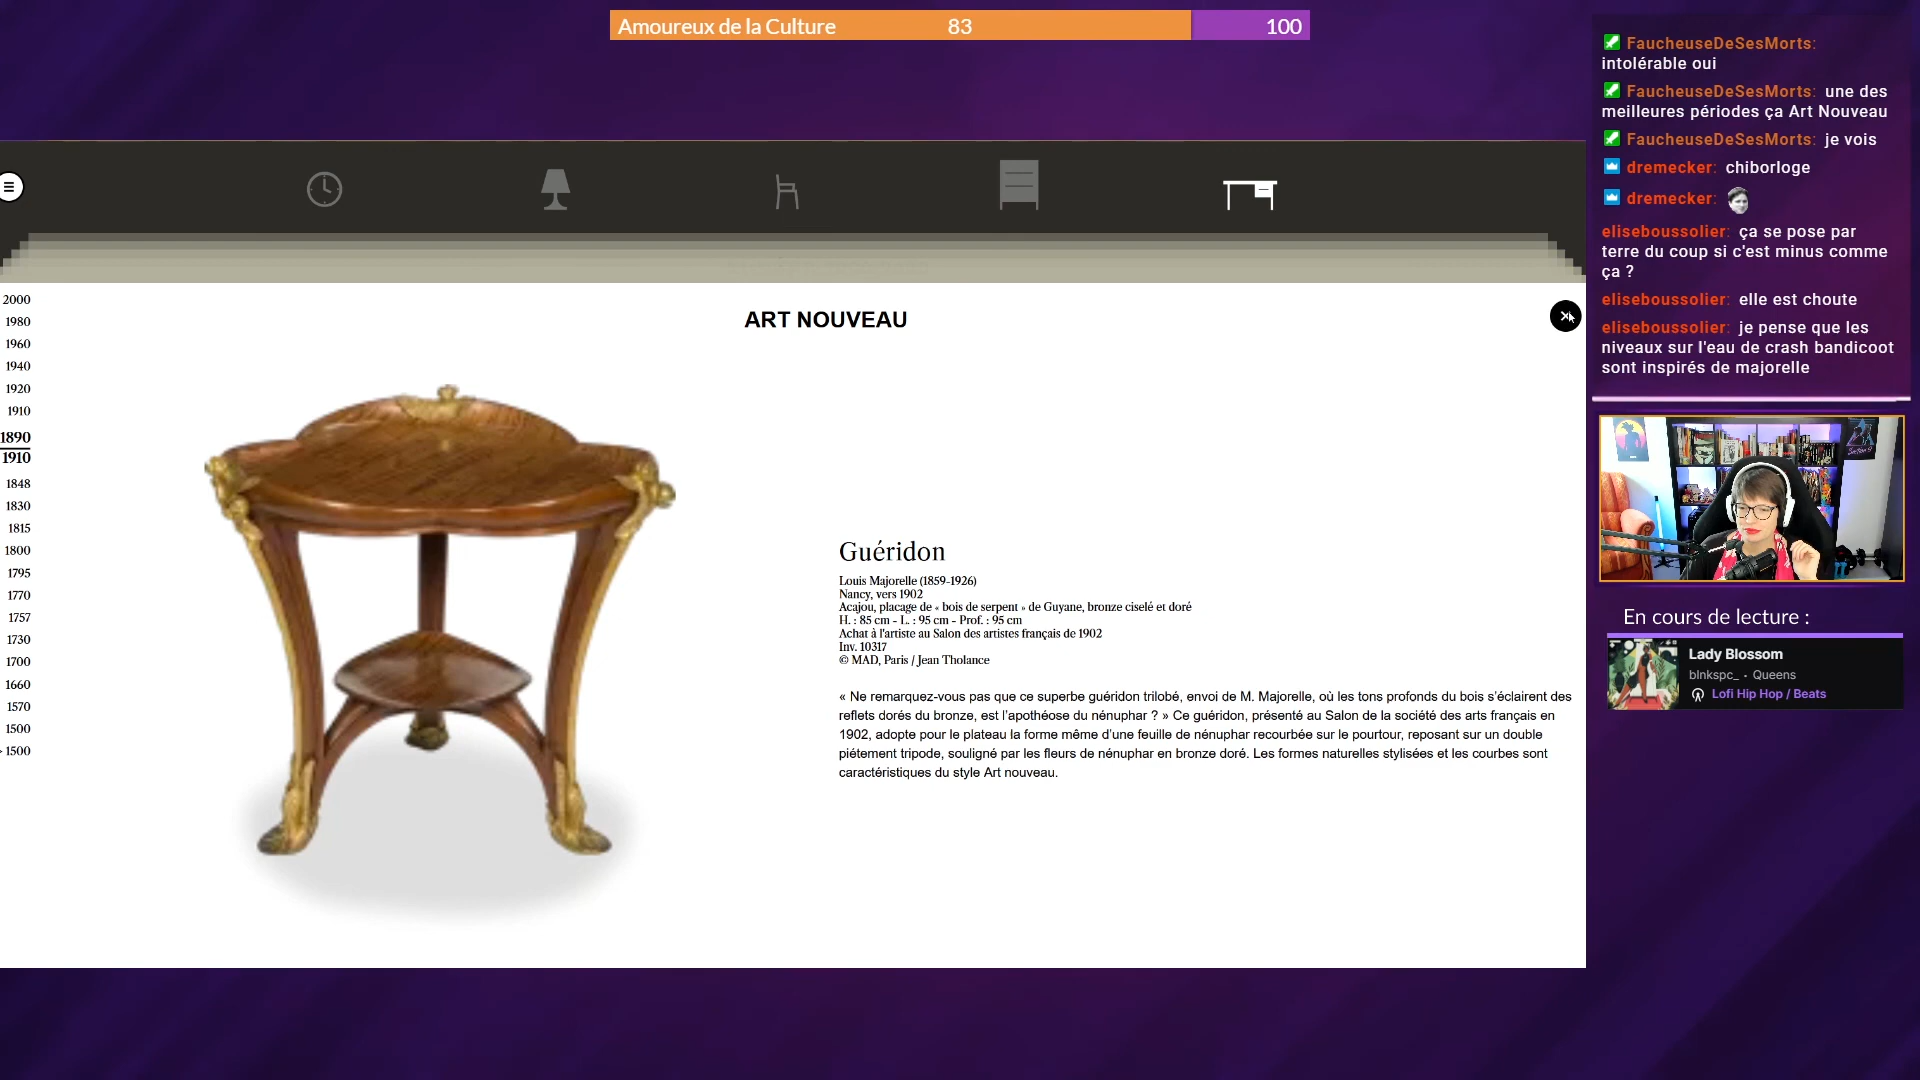 Amoureux de la Culture 83 100
2000
1980
1960
1940
1920
1910
1890
1910
1848
1830
1815
1800
1795
1770
1757
1730
1700
1660
1570
1500
1500
ART NOUVEAU
Guéridon
Louis Majorelle (1859-1926)
Nancy, vers 1902
Acajou, placage de « bois de serpent » de Guyane, bronze ciselé et doré
H. : 85 cm - L. : 95 cm - Prof. : 95 cm
Achat à l'artiste au Salon des artistes français de 1902
Inv. 10317
© MAD, Paris / Jean Tholance
« Ne remarquez-vous pas que ce superbe guéridon trilobé, envoi de M. Majorelle, où les tons profonds du bois s'éclairent des
reflets dorés du bronze, est l'apothéose du nénuphar ? » Ce guéridon, présenté au Salon de la société des arts français en
1902, adopte pour le plateau la forme même d'une feuille de nénuphar recourbée sur le pourtour, reposant sur un double
piétement tripode, souligné par les fleurs de nénuphar en bronze doré. Les formes naturelles stylisées et les courbes sont
caractéristiques du style Art nouveau.
FaucheuseDeSesMorts:
intolérable oui
FaucheuseDeSesMorts: une des
meilleures périodes ça Art Nouveau
FaucheuseDeSesMorts: je vois
dremecker: chiborloge
dremecker:
eliseboussolier: ça se pose par
terre du coup si c'est minus comme
ça ?
eliseboussolier: elle est choute
eliseboussolier: je pense que les
niveaux sur l'eau de crash bandicoot
sont inspirés de majorelle
En cours de lecture :
Lady Blossom
blnkspc_ • Queens
Lofi Hip Hop / Beats